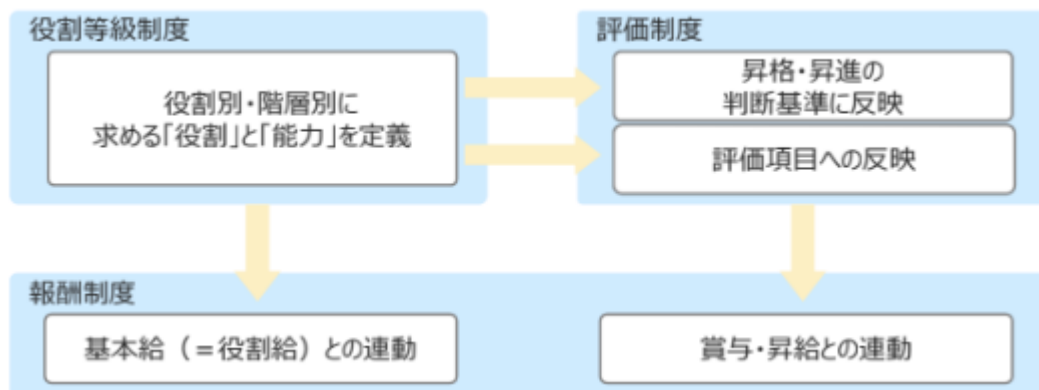 役割等級制度
役割別・階層別に
求める「役割」と「能力」を定義
評価制度
昇格・昇進の
判断基準に反映
評価項目への反映
報酬制度
基本給（＝役割給）との連動
賞与・昇給との連動